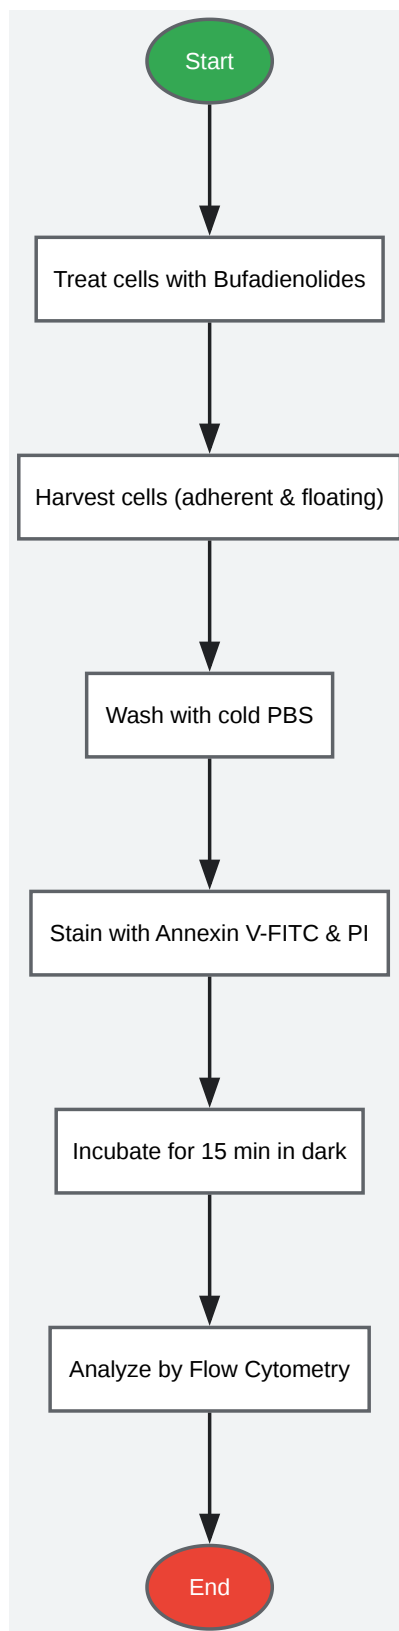 Start
Treat cells with Bufadienolides
Harvest cells (adherent & floating)
Wash with cold PBS
Stain with Annexin V-FITC & PI
Incubate for 15 min in dark
Analyze by Flow Cytometry
End